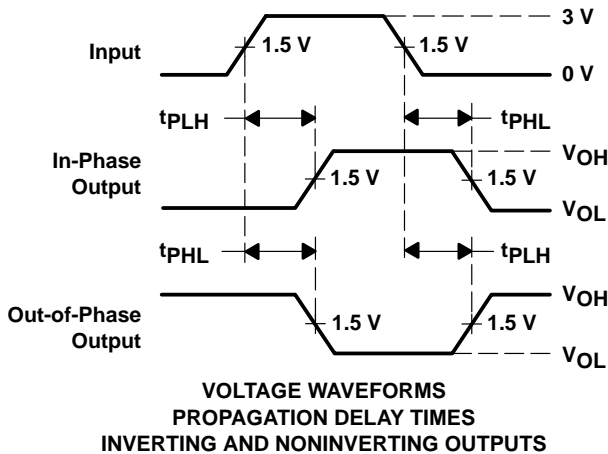 3 V
Input
1.5 V
1.5 V
0 V
tPLH
tPHL
In-Phase
Output
1.5 V
1.5 V
VOH
VOL
tPHL
tPLH
Out-of-Phase
Output
1.5 V
1.5 V
VOH
VOL
VOLTAGE WAVEFORMS
PROPAGATION DELAY TIMES
INVERTING AND NONINVERTING OUTPUTS